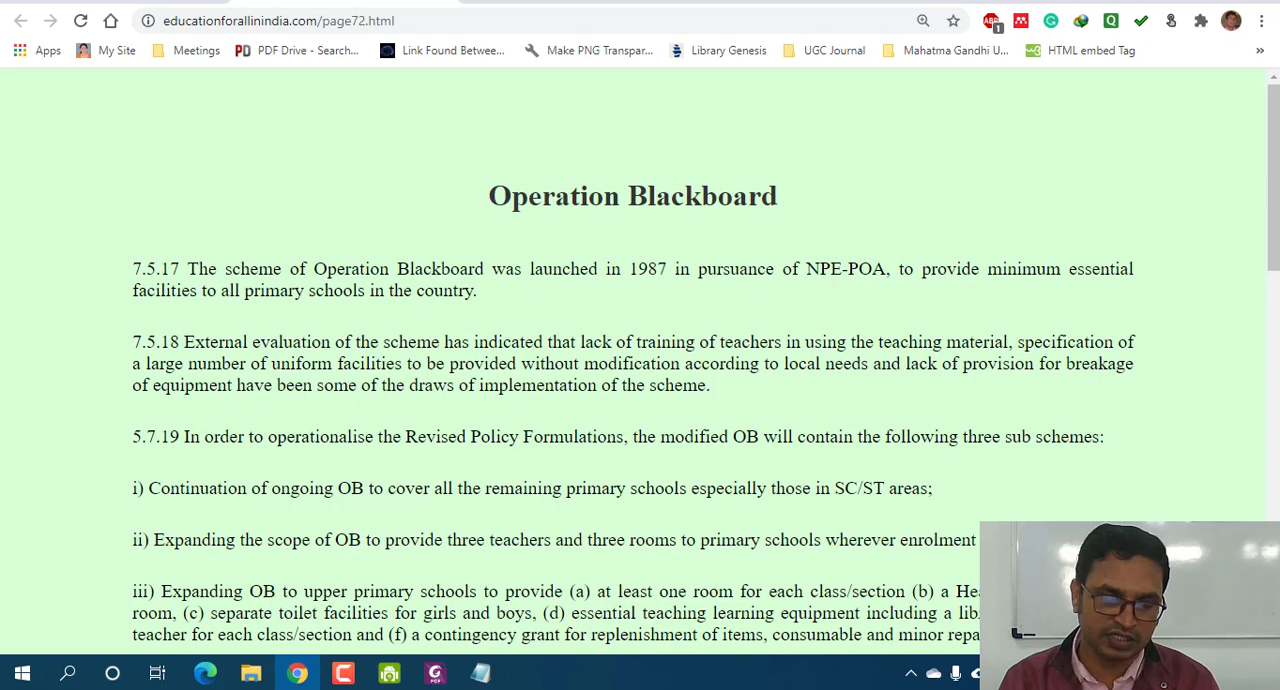 educationforallinindia.com/page72.html
Apps My Site Meetings PDF Drive - Search... Link Found Betwee... Make PNG Transpar... Library Genesis UGC Journal Mahatma Gandhi U... HTML embed Tag »
Operation Blackboard
7.5.17 The scheme of Operation Blackboard was launched in 1987 in pursuance of NPE-POA, to provide minimum essential
facilities to all primary schools in the country.
7.5.18 External evaluation of the scheme has indicated that lack of training of teachers in using the teaching material, specification of
a large number of uniform facilities to be provided without modification according to local needs and lack of provision for breakage
of equipment have been some of the draws of implementation of the scheme.
5.7.19 In order to operationalise the Revised Policy Formulations, the modified OB will contain the following three sub schemes:
i) Continuation of ongoing OB to cover all the remaining primary schools especially those in SC/ST areas;
ii) Expanding the scope of OB to provide three teachers and three rooms to primary schools wherever enrolment
iii) Expanding OB to upper primary schools to provide (a) at least one room for each class/section (b) a
room, (c) separate toilet facilities for girls and boys, (d) essential teaching learning equipment including a
teacher for each class/section and (f) a contingency grant for replenishment of items, consumable and minor